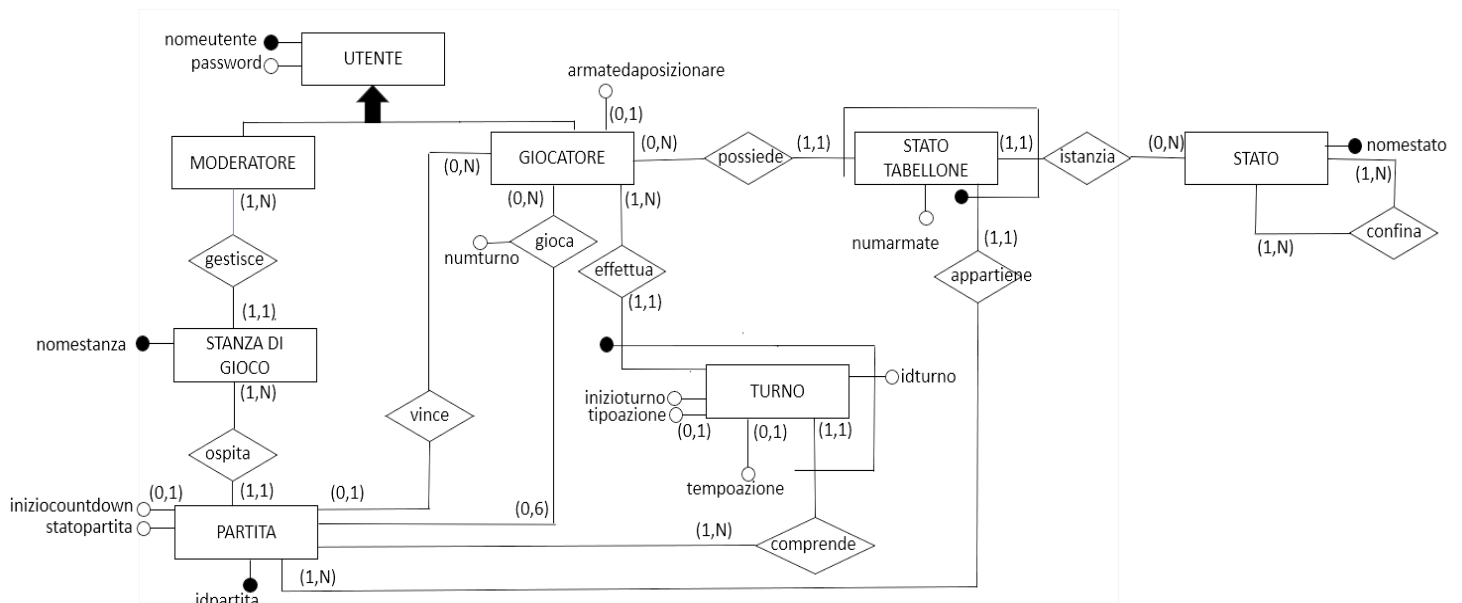 nomeutente
password
UTENTE
armatedaposizionare
(0,1)
MODERATORE
(0,N)
GIOCATORE
(0,N)
possiede
(1,1)
STATO
TABELLONE
(1,1)
istanzia
(0,N)
STATO
nomestato
(1,N)
(1,N)
(0,N)
(1,N)
numarmate
(1,1)
confina
(1,N)
gestisce
numturno
gioca
effettua
(1,1)
appartiene
(1,1)
nomestanza
STANZA DI
GIOCO
(1,N)
inizioturno
tipoazione
(0,1)
TURNO
idturno
(0,1)
(1,1)
vince
ospita
tempoazione
iniziocountdown
(0,1)
(1,1)
(0,1)
statopartita
(0,6)
PARTITA
(1,N)
comprende
(1,N)
idpartita